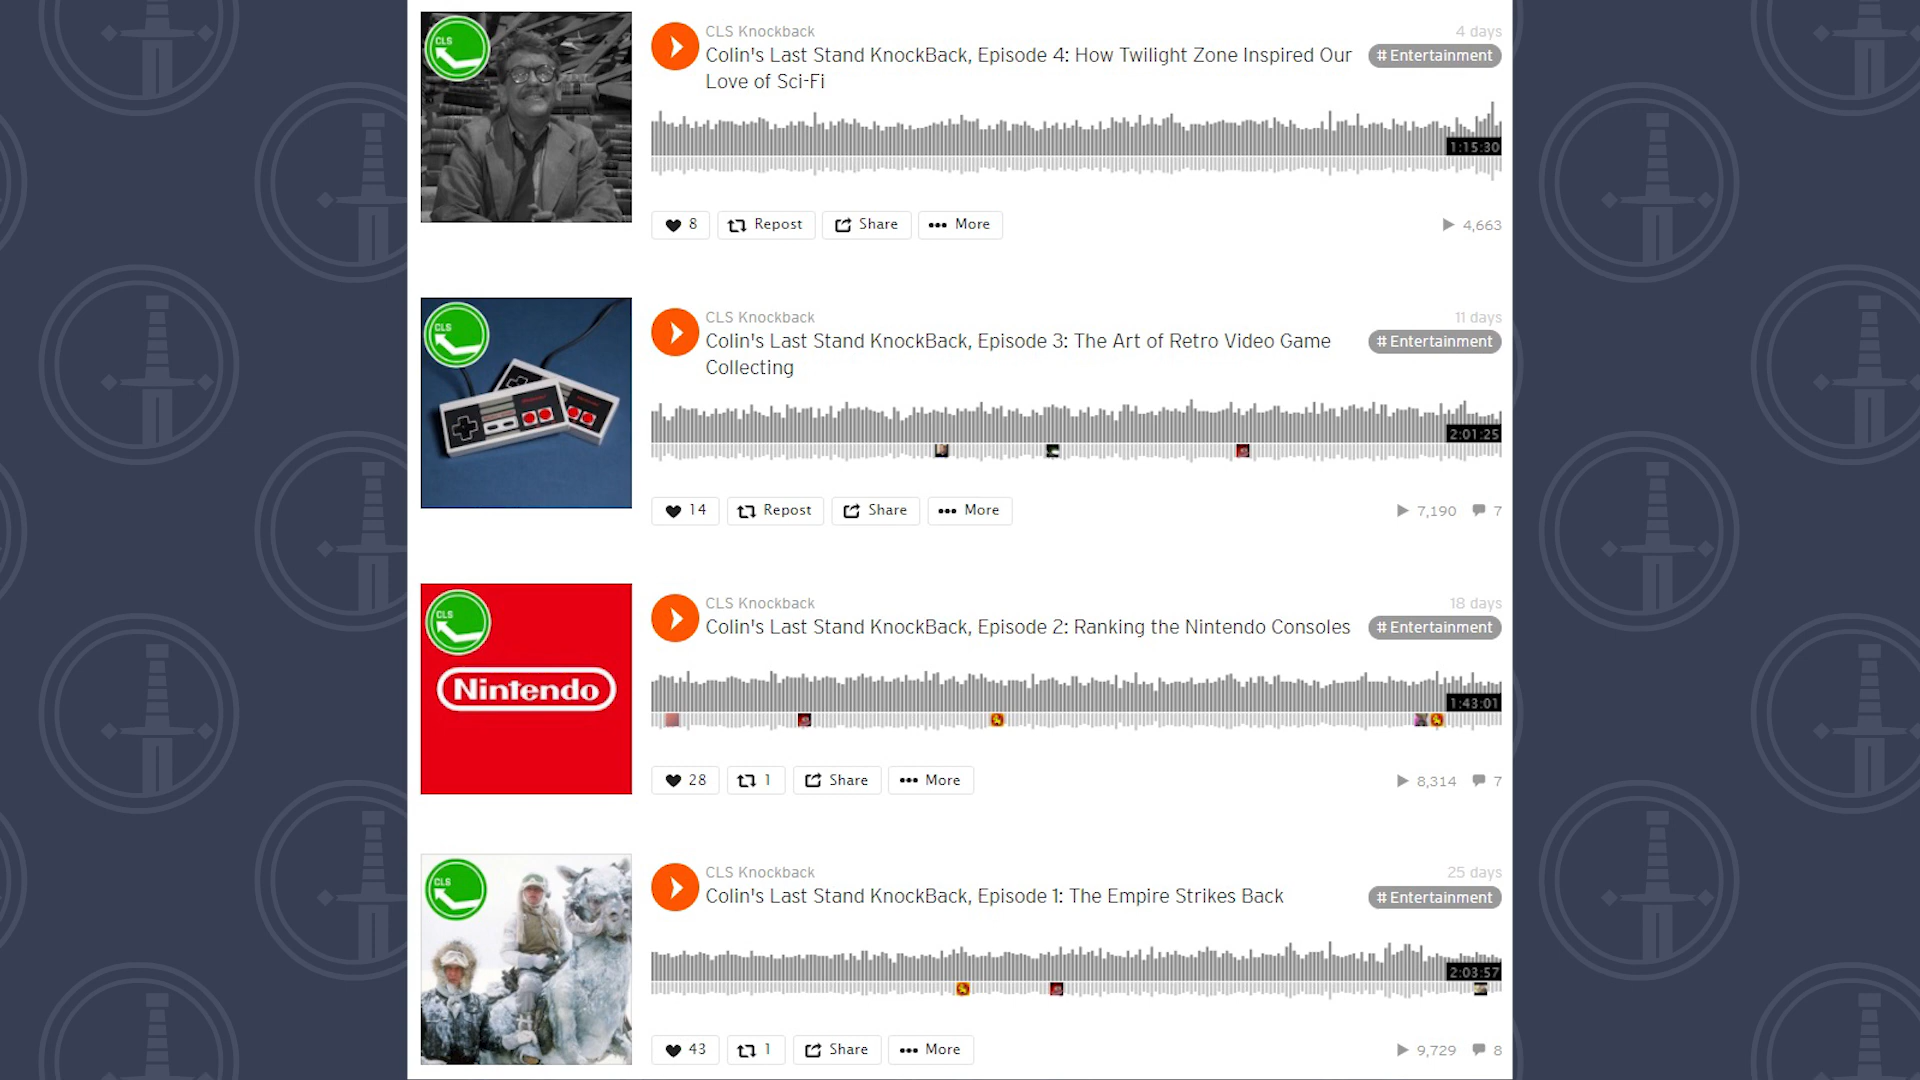 CLS
CLS Knockback
4 days
Colin's Last Stand KnockBack, Episode 4: How Twilight Zone Inspired Our
# Entertainment
Love of Sci-Fi
1:15:30
8
Repost
Share
More
4,663
CLS
CLS Knockback
11 days
Colin's Last Stand KnockBack, Episode 3: The Art of Retro Video Game
# Entertainment
Collecting
2:01:25
14
Repost
Share
More
7,190
7
CLS
Nintendo
CLS Knockback
18 days
Colin's Last Stand KnockBack, Episode 2: Ranking the Nintendo Consoles
# Entertainment
1:43:01
28
1
Share
More
8,314
7
CLS
CLS Knockback
25 days
Colin's Last Stand KnockBack, Episode 1: The Empire Strikes Back
# Entertainment
2:03:57
43
1
Share
More
9,729
8